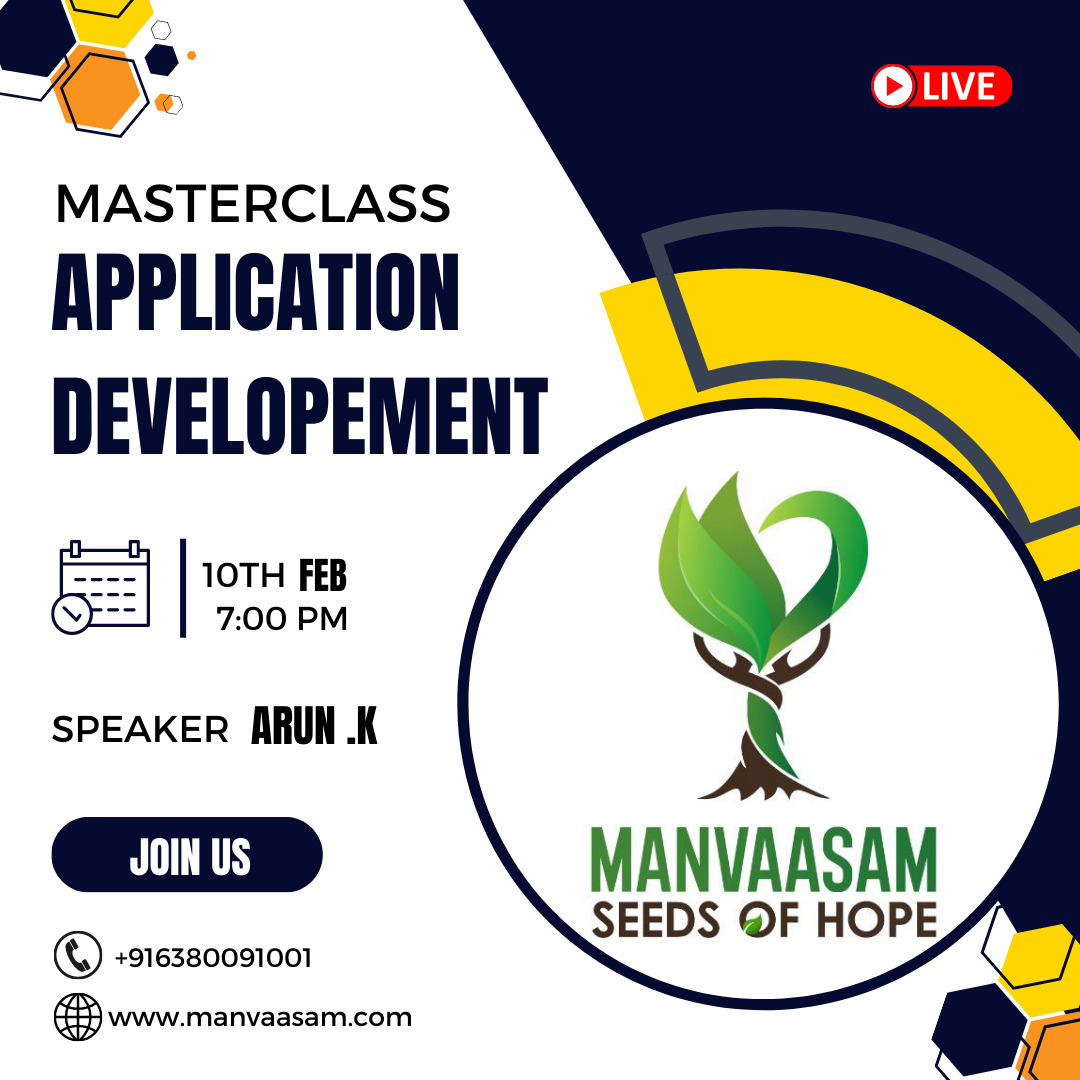 LIVE
MASTERCLASS
APPLICATION
DEVELOPEMENT
10TH FEB
7:00 PM
SPEAKER ARUN .K
JOIN US
+916380091001
www.manvaasam.com
MANVAASAM
SEEDS OF HOPE